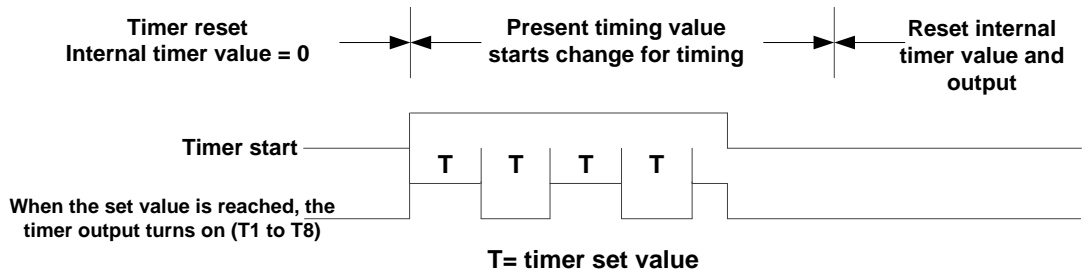 Timer reset
Internal timer value = 0
Present timing value
starts change for timing
Reset internal
timer value and
output
Timer start
T T T T
When the set value is reached, the
timer output turns on (T1 to T8)
T= timer set value